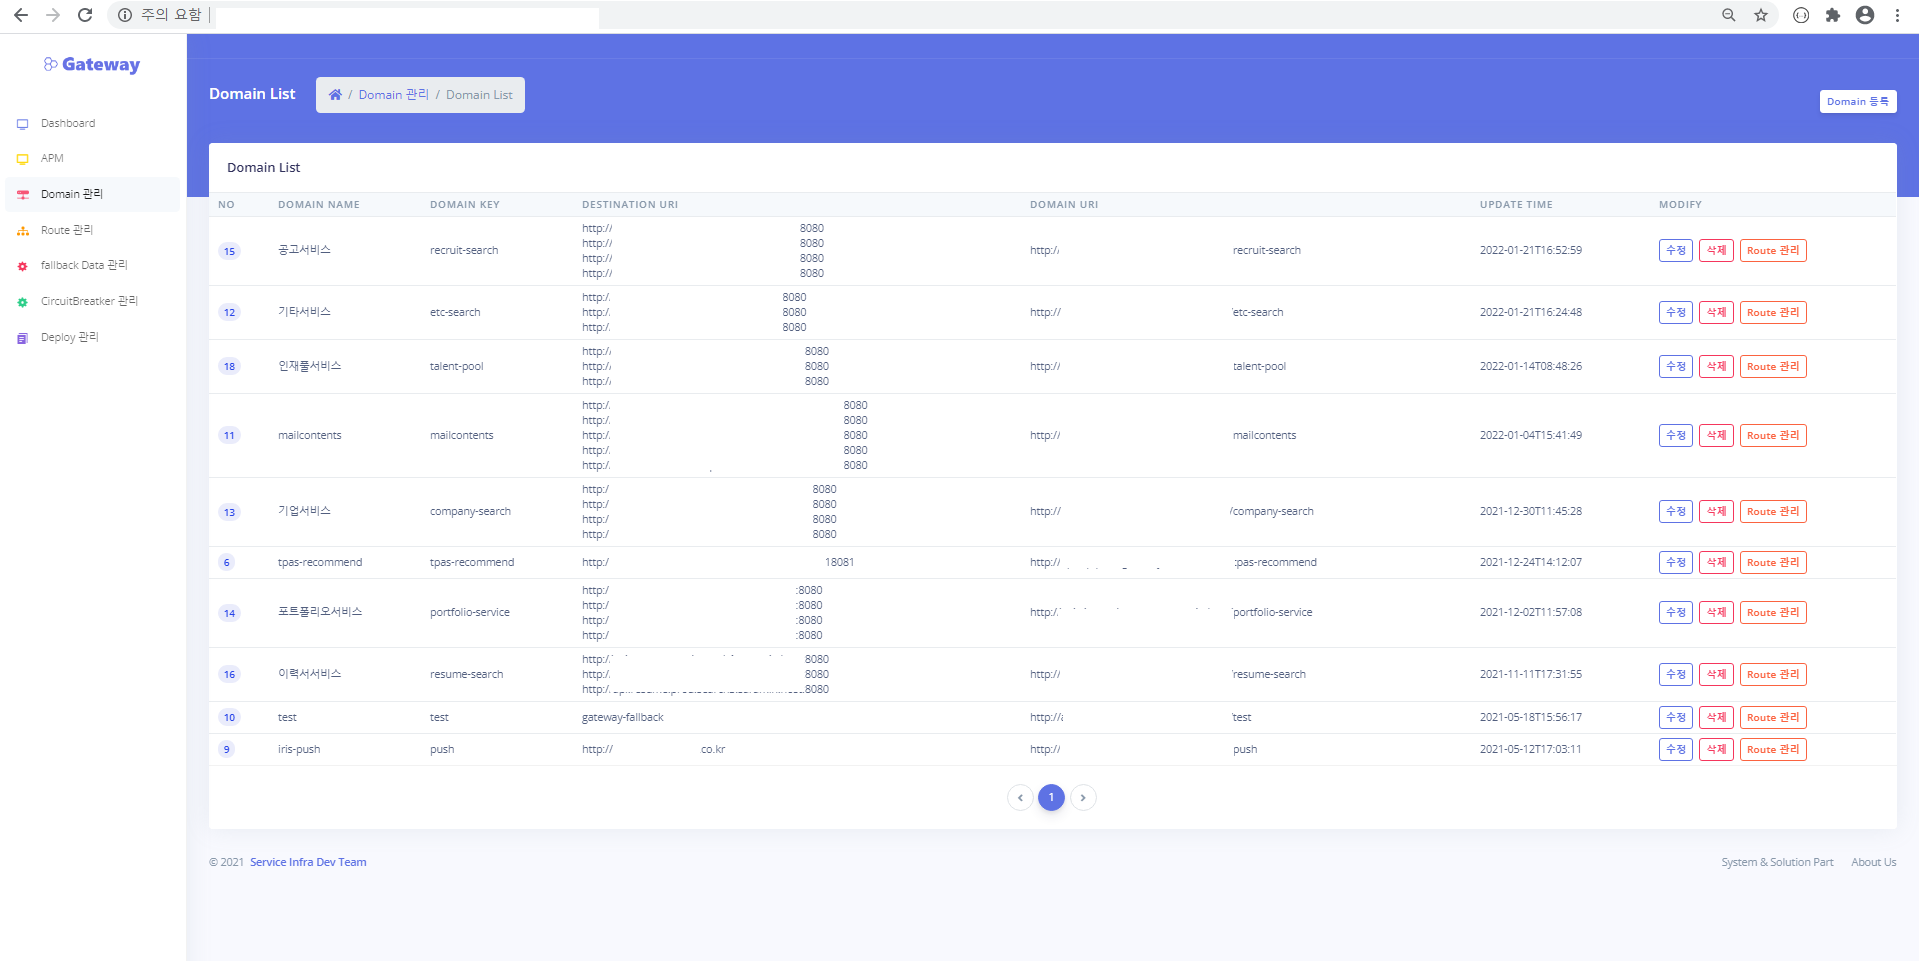 주의 요함
Gateway
Dashboard
APM
Domain 관리
Route 관리
fallback Data 관리
CircuitBreatker 관리
Deploy 관리
Domain List
/ Domain 관리 / Domain List
Domain 등록
Domain List
NO DOMAIN NAME DOMAIN KEY DESTINATION URI DOMAIN URI UPDATE TIME MODIFY
http:// 8080
http:// 8080
15 공고서비스 recruit-search http:// recruit-search 2022-01-21T16:52:59 수정 삭제 Route 관리
http:// 8080
http:// 8080
http:/ 8080
12 기타서비스 etc-search http:/ 8080 http:// etc-search 2022-01-21T16:24:48 수정 삭제 Route 관리
http:/ 8080
http:// 8080
18 인재풀서비스 talent-pool http:// 8080 http:// talent-pool 2022-01-14T08:48:26 수정 삭제 Route 관리
http:// 8080
http:/ 8080
http:/ 8080
11 mailcontents mailcontents http:/ 8080 http:// mailcontents 2022-01-04T15:41:49 수정 삭제 Route 관리
http:/ 8080
http:/ 8080
http:/ 8080
http:/ 8080
13 기업서비스 company-search http:// /company-search 2021-12-30T11:45:28 수정 삭제 Route 관리
http:/ 8080
http:/ 8080
6 tpas-recommend tpas-recommend http:/ 18081 http:// pas-recommend 2021-12-24T14:12:07 수정 삭제 Route 관리
http:/ :8080
http:/ :8080
14 포트폴리오서비스 portfolio-service http:/ /portfolio-service 2021-12-02T11:57:08 수정 삭제 Route 관리
http:/ :8080
http:/ :8080
http:/ 8080
16 이력서서비스 resume-search http:/ 8080 http:// /resume-search 2021-11-11T17:31:55 수정 삭제 Route 관리
http:/ 8080
10 test test gateway-fallback http:// /test 2021-05-18T15:56:17 수정 삭제 Route 관리
9 iris-push push http:// co.kr http:// push 2021-05-12T17:03:11 수정 삭제 Route 관리
1
© 2021 Service Infra Dev Team System & Solution Part About Us